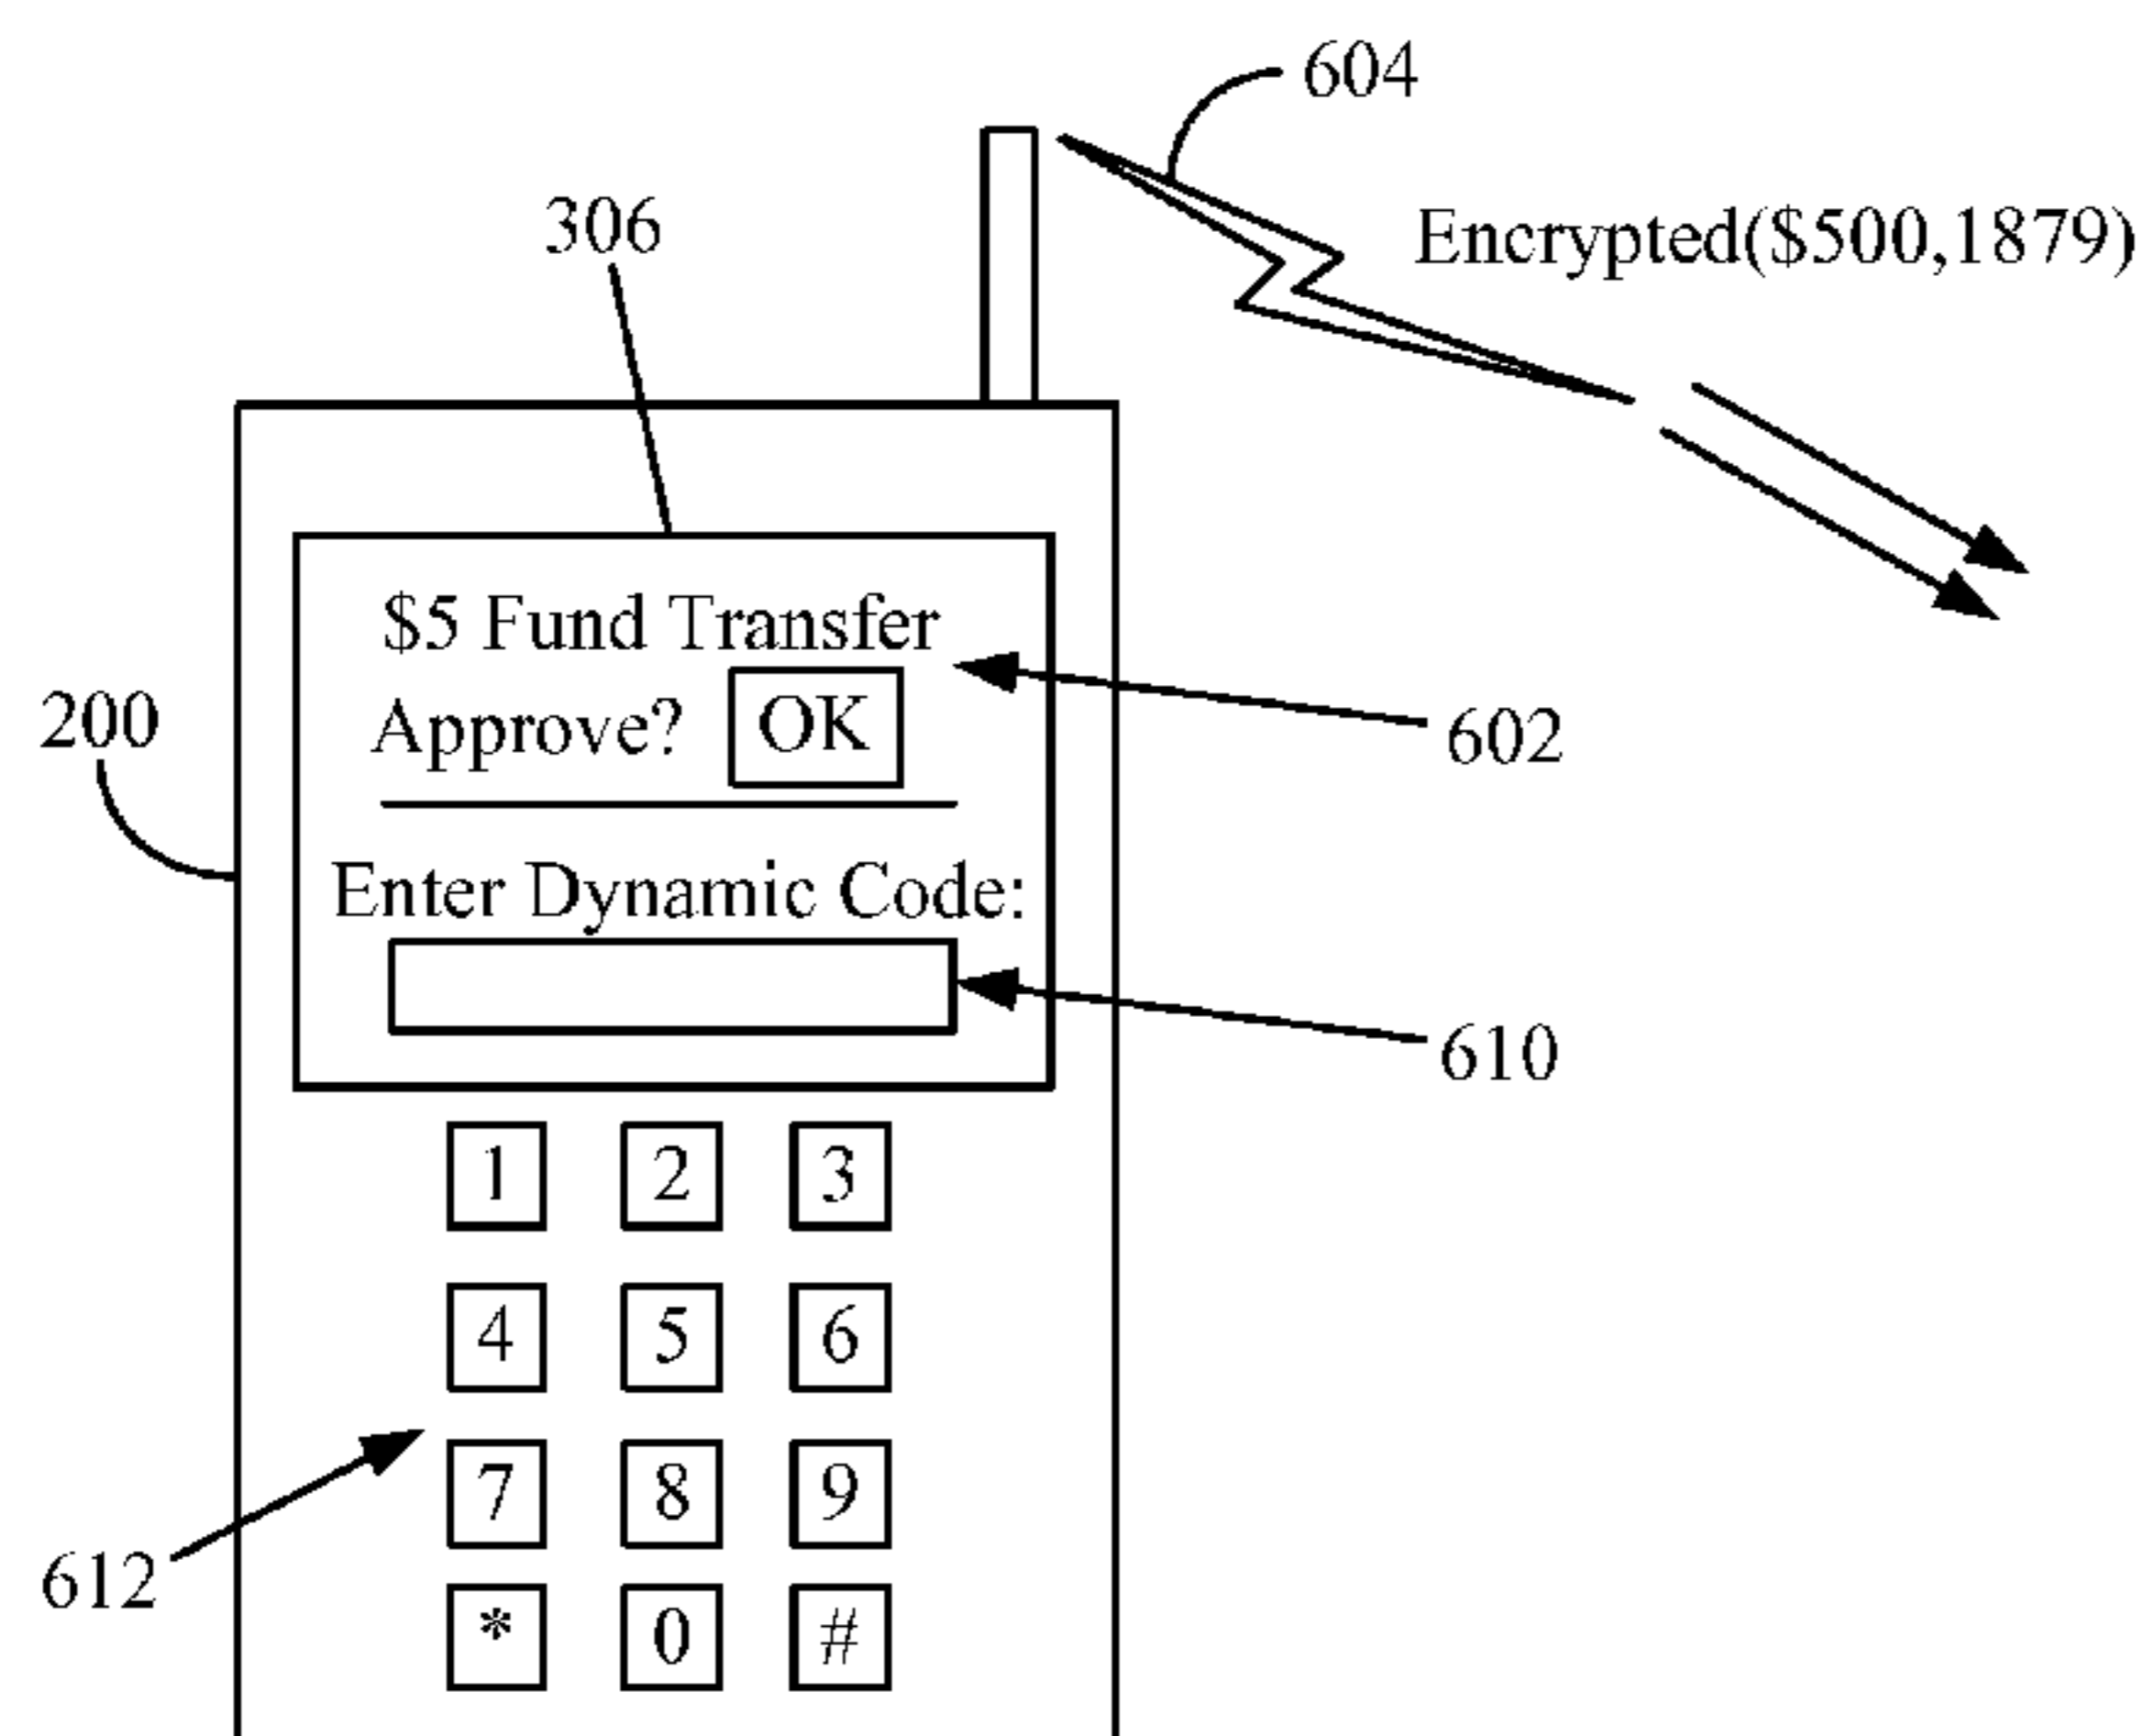 604
306
Encrypted($500,1879)
$5 Fund Transfer
Approve? OK
200
602
Enter Dynamic Code:
610
1 2 3
4 5 6
7 8 9
612
* 0 #